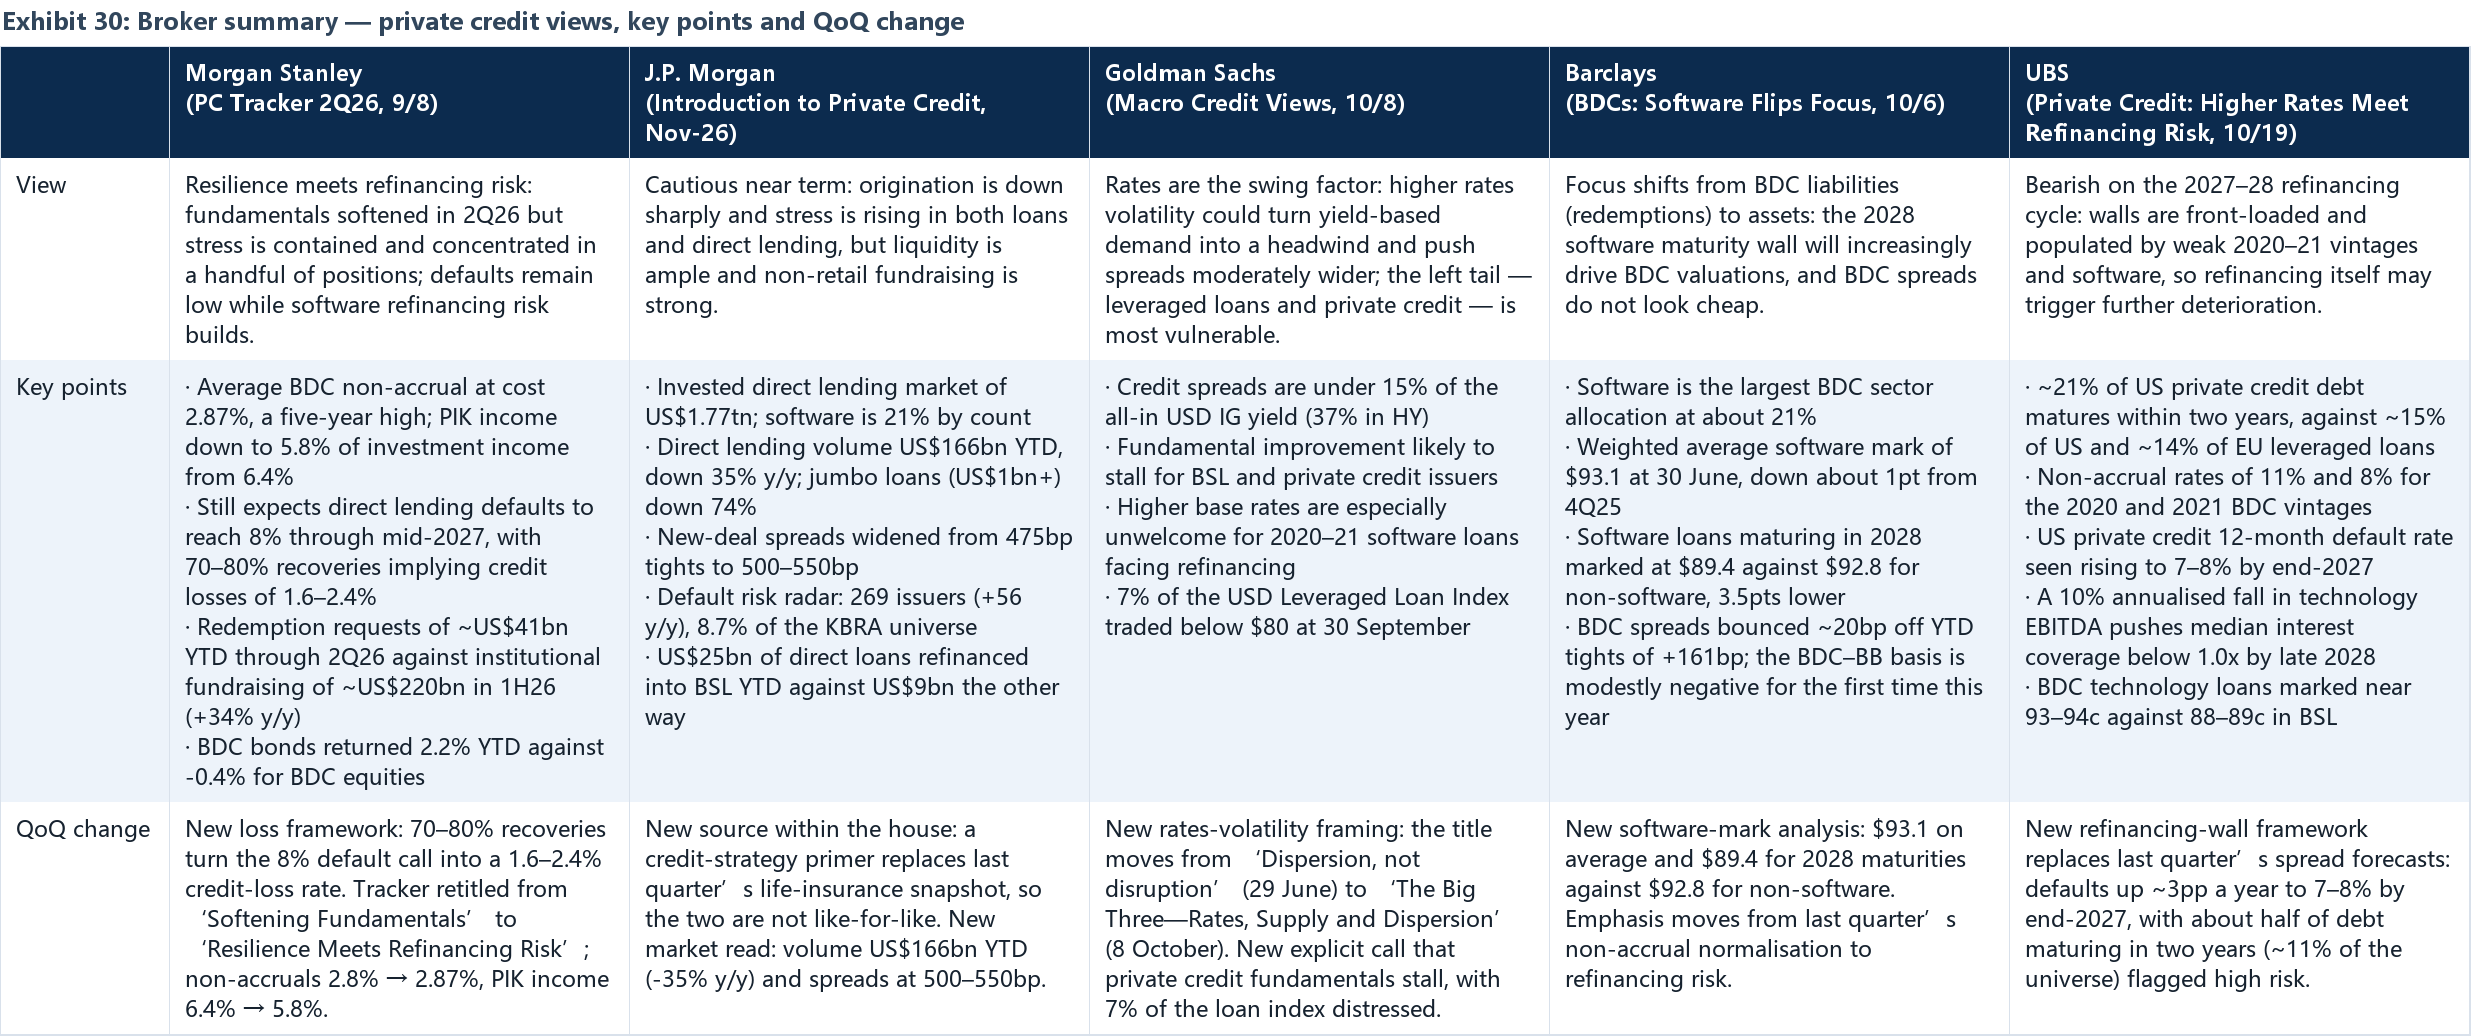 Exhibit 30: Broker summary — private credit views, key points and QoQ change
Morgan Stanley
(PC Tracker 2Q26, 9/8)
J.P. Morgan
(Introduction to Private Credit,
Nov-26)
Goldman Sachs
(Macro Credit Views, 10/8)
Barclays
(BDCs: Software Flips Focus, 10/6)
UBS
(Private Credit: Higher Rates Meet
Refinancing Risk, 10/19)
View
Resilience meets refinancing risk:
fundamentals softened in 2Q26 but
stress is contained and concentrated in
a handful of positions; defaults remain
low while software refinancing risk
builds.
Cautious near term: origination is down
sharply and stress is rising in both loans
and direct lending, but liquidity is
ample and non-retail fundraising is
strong.
Rates are the swing factor: higher rates
volatility could turn yield-based
demand into a headwind and push
spreads moderately wider; the left tail —
leveraged loans and private credit — is
most vulnerable.
Focus shifts from BDC liabilities
(redemptions) to assets: the 2028
software maturity wall will increasingly
drive BDC valuations, and BDC spreads
do not look cheap.
Bearish on the 2027–28 refinancing
cycle: walls are front-loaded and
populated by weak 2020–21 vintages
and software, so refinancing itself may
trigger further deterioration.
Key points
· Average BDC non-accrual at cost
2.87%, a five-year high; PIK income
down to 5.8% of investment income
from 6.4%
· Still expects direct lending defaults to
reach 8% through mid-2027, with
70–80% recoveries implying credit
losses of 1.6–2.4%
· Redemption requests of ~US$41bn
YTD through 2Q26 against institutional
fundraising of ~US$220bn in 1H26
(+34% y/y)
· BDC bonds returned 2.2% YTD against
-0.4% for BDC equities
· Invested direct lending market of
US$1.77tn; software is 21% by count
· Direct lending volume US$166bn YTD,
down 35% y/y; jumbo loans (US$1bn+)
down 74%
· New-deal spreads widened from 475bp
tights to 500–550bp
· Default risk radar: 269 issuers (+56
y/y), 8.7% of the KBRA universe
· US$25bn of direct loans refinanced
into BSL YTD against US$9bn the other
way
· Credit spreads are under 15% of the
all-in USD IG yield (37% in HY)
· Fundamental improvement likely to
stall for BSL and private credit issuers
· Higher base rates are especially
unwelcome for 2020–21 software loans
facing refinancing
· 7% of the USD Leveraged Loan Index
traded below $80 at 30 September
· Software is the largest BDC sector
allocation at about 21%
· Weighted average software mark of
$93.1 at 30 June, down about 1pt from
4Q25
· Software loans maturing in 2028
marked at $89.4 against $92.8 for
non-software, 3.5pts lower
· BDC spreads bounced ~20bp off YTD
tights of +161bp; the BDC–BB basis is
modestly negative for the first time this
year
· ~21% of US private credit debt
matures within two years, against ~15%
of US and ~14% of EU leveraged loans
· Non-accrual rates of 11% and 8% for
the 2020 and 2021 BDC vintages
· US private credit 12-month default rate
seen rising to 7–8% by end-2027
· A 10% annualised fall in technology
EBITDA pushes median interest
coverage below 1.0x by late 2028
· BDC technology loans marked near
93–94c against 88–89c in BSL
QoQ change
New loss framework: 70–80% recoveries
turn the 8% default call into a 1.6–2.4%
credit-loss rate. Tracker retitled from
‘Softening Fundamentals’ to
‘Resilience Meets Refinancing Risk’;
non-accruals 2.8% → 2.87%, PIK income
6.4% → 5.8%.
New source within the house: a
credit-strategy primer replaces last
quarter’s life-insurance snapshot, so
the two are not like-for-like. New
market read: volume US$166bn YTD
(-35% y/y) and spreads at 500–550bp.
New rates-volatility framing: the title
moves from ‘Dispersion, not
disruption’ (29 June) to ‘The Big
Three—Rates, Supply and Dispersion’
(8 October). New explicit call that
private credit fundamentals stall, with
7% of the loan index distressed.
New software-mark analysis: $93.1 on
average and $89.4 for 2028 maturities
against $92.8 for non-software.
Emphasis moves from last quarter’s
non-accrual normalisation to
refinancing risk.
New refinancing-wall framework
replaces last quarter’s spread forecasts:
defaults up ~3pp a year to 7–8% by
end-2027, with about half of debt
maturing in two years (~11% of the
universe) flagged high risk.